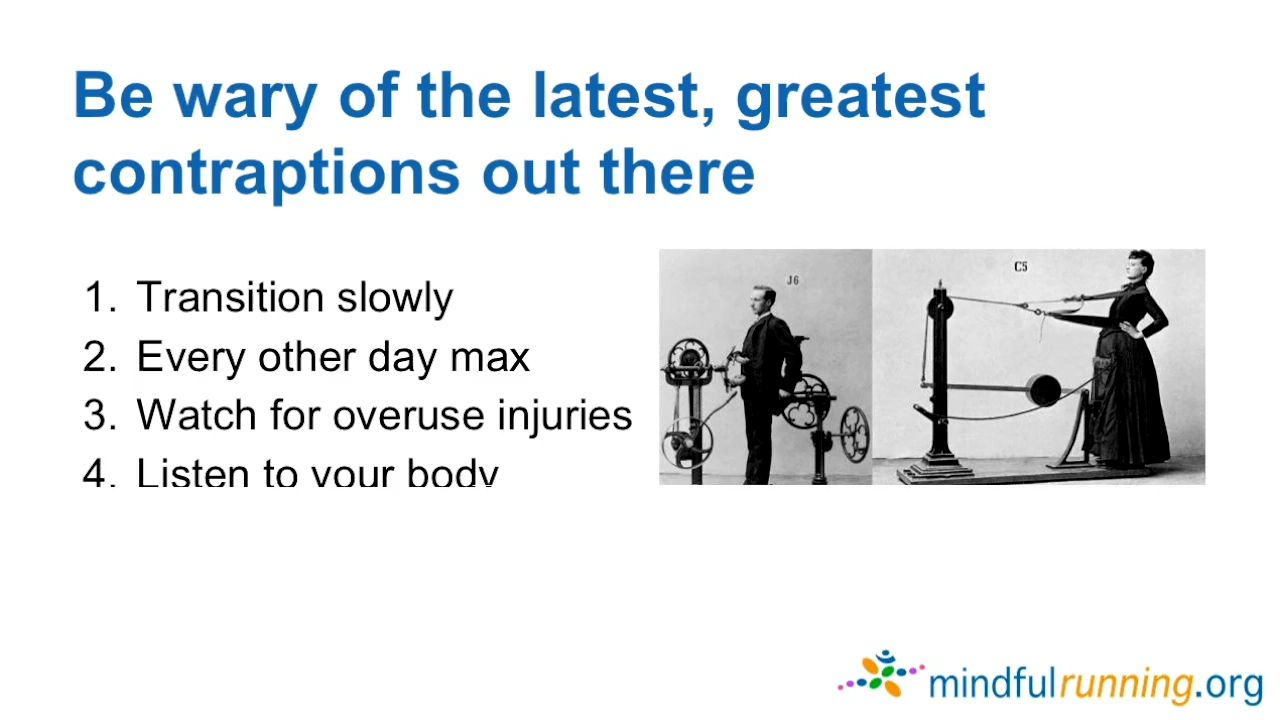 Be wary of the latest, greatest
contraptions out there
1. Transition slowly
2. Every other day max
3. Watch for overuse injuries
4. Listen to your body
J6
C5
mindfulrunning.org